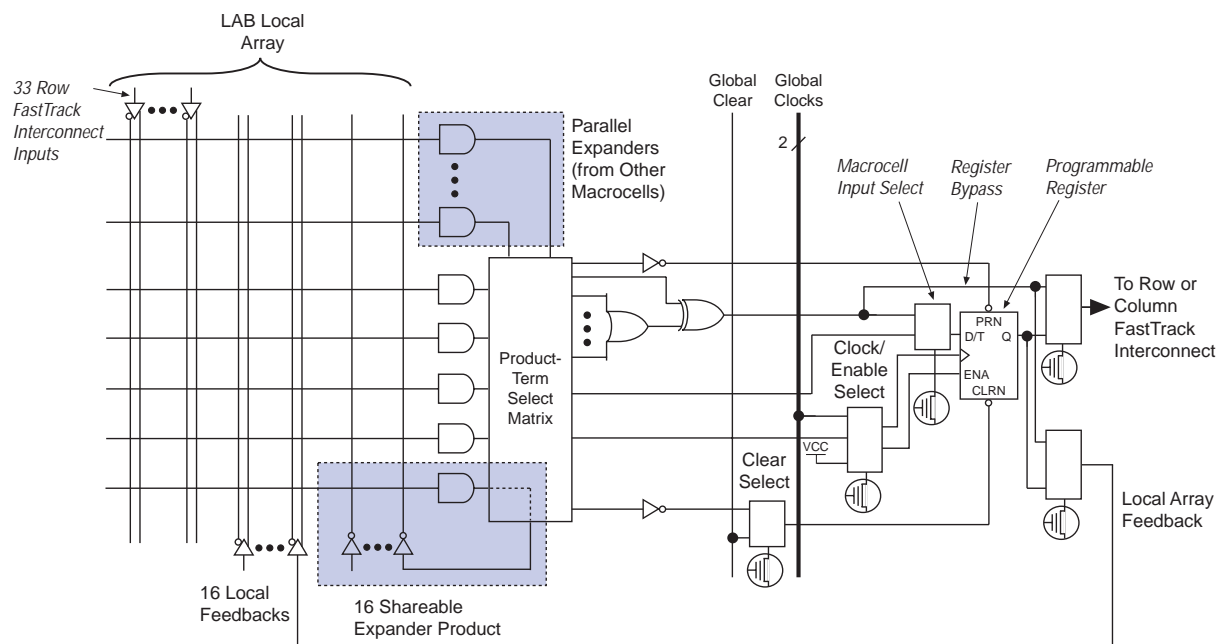 LAB Local
Array
33 Row
FastTrack
Interconnect
Inputs
Global
Clear
Global
Clocks
2
Parallel
Expanders
(from Other
Macrocells)
Macrocell
Input Select
Register
Bypass
Programmable
Register
To Row or
Column
FastTrack
Interconnect
PRN
D/T
Q
ENA
CLRN
Clock/
Enable
Select
Product-
Term
Select
Matrix
VCC
Clear
Select
Local Array
Feedback
16 Local
Feedbacks
16 Shareable
Expander Product